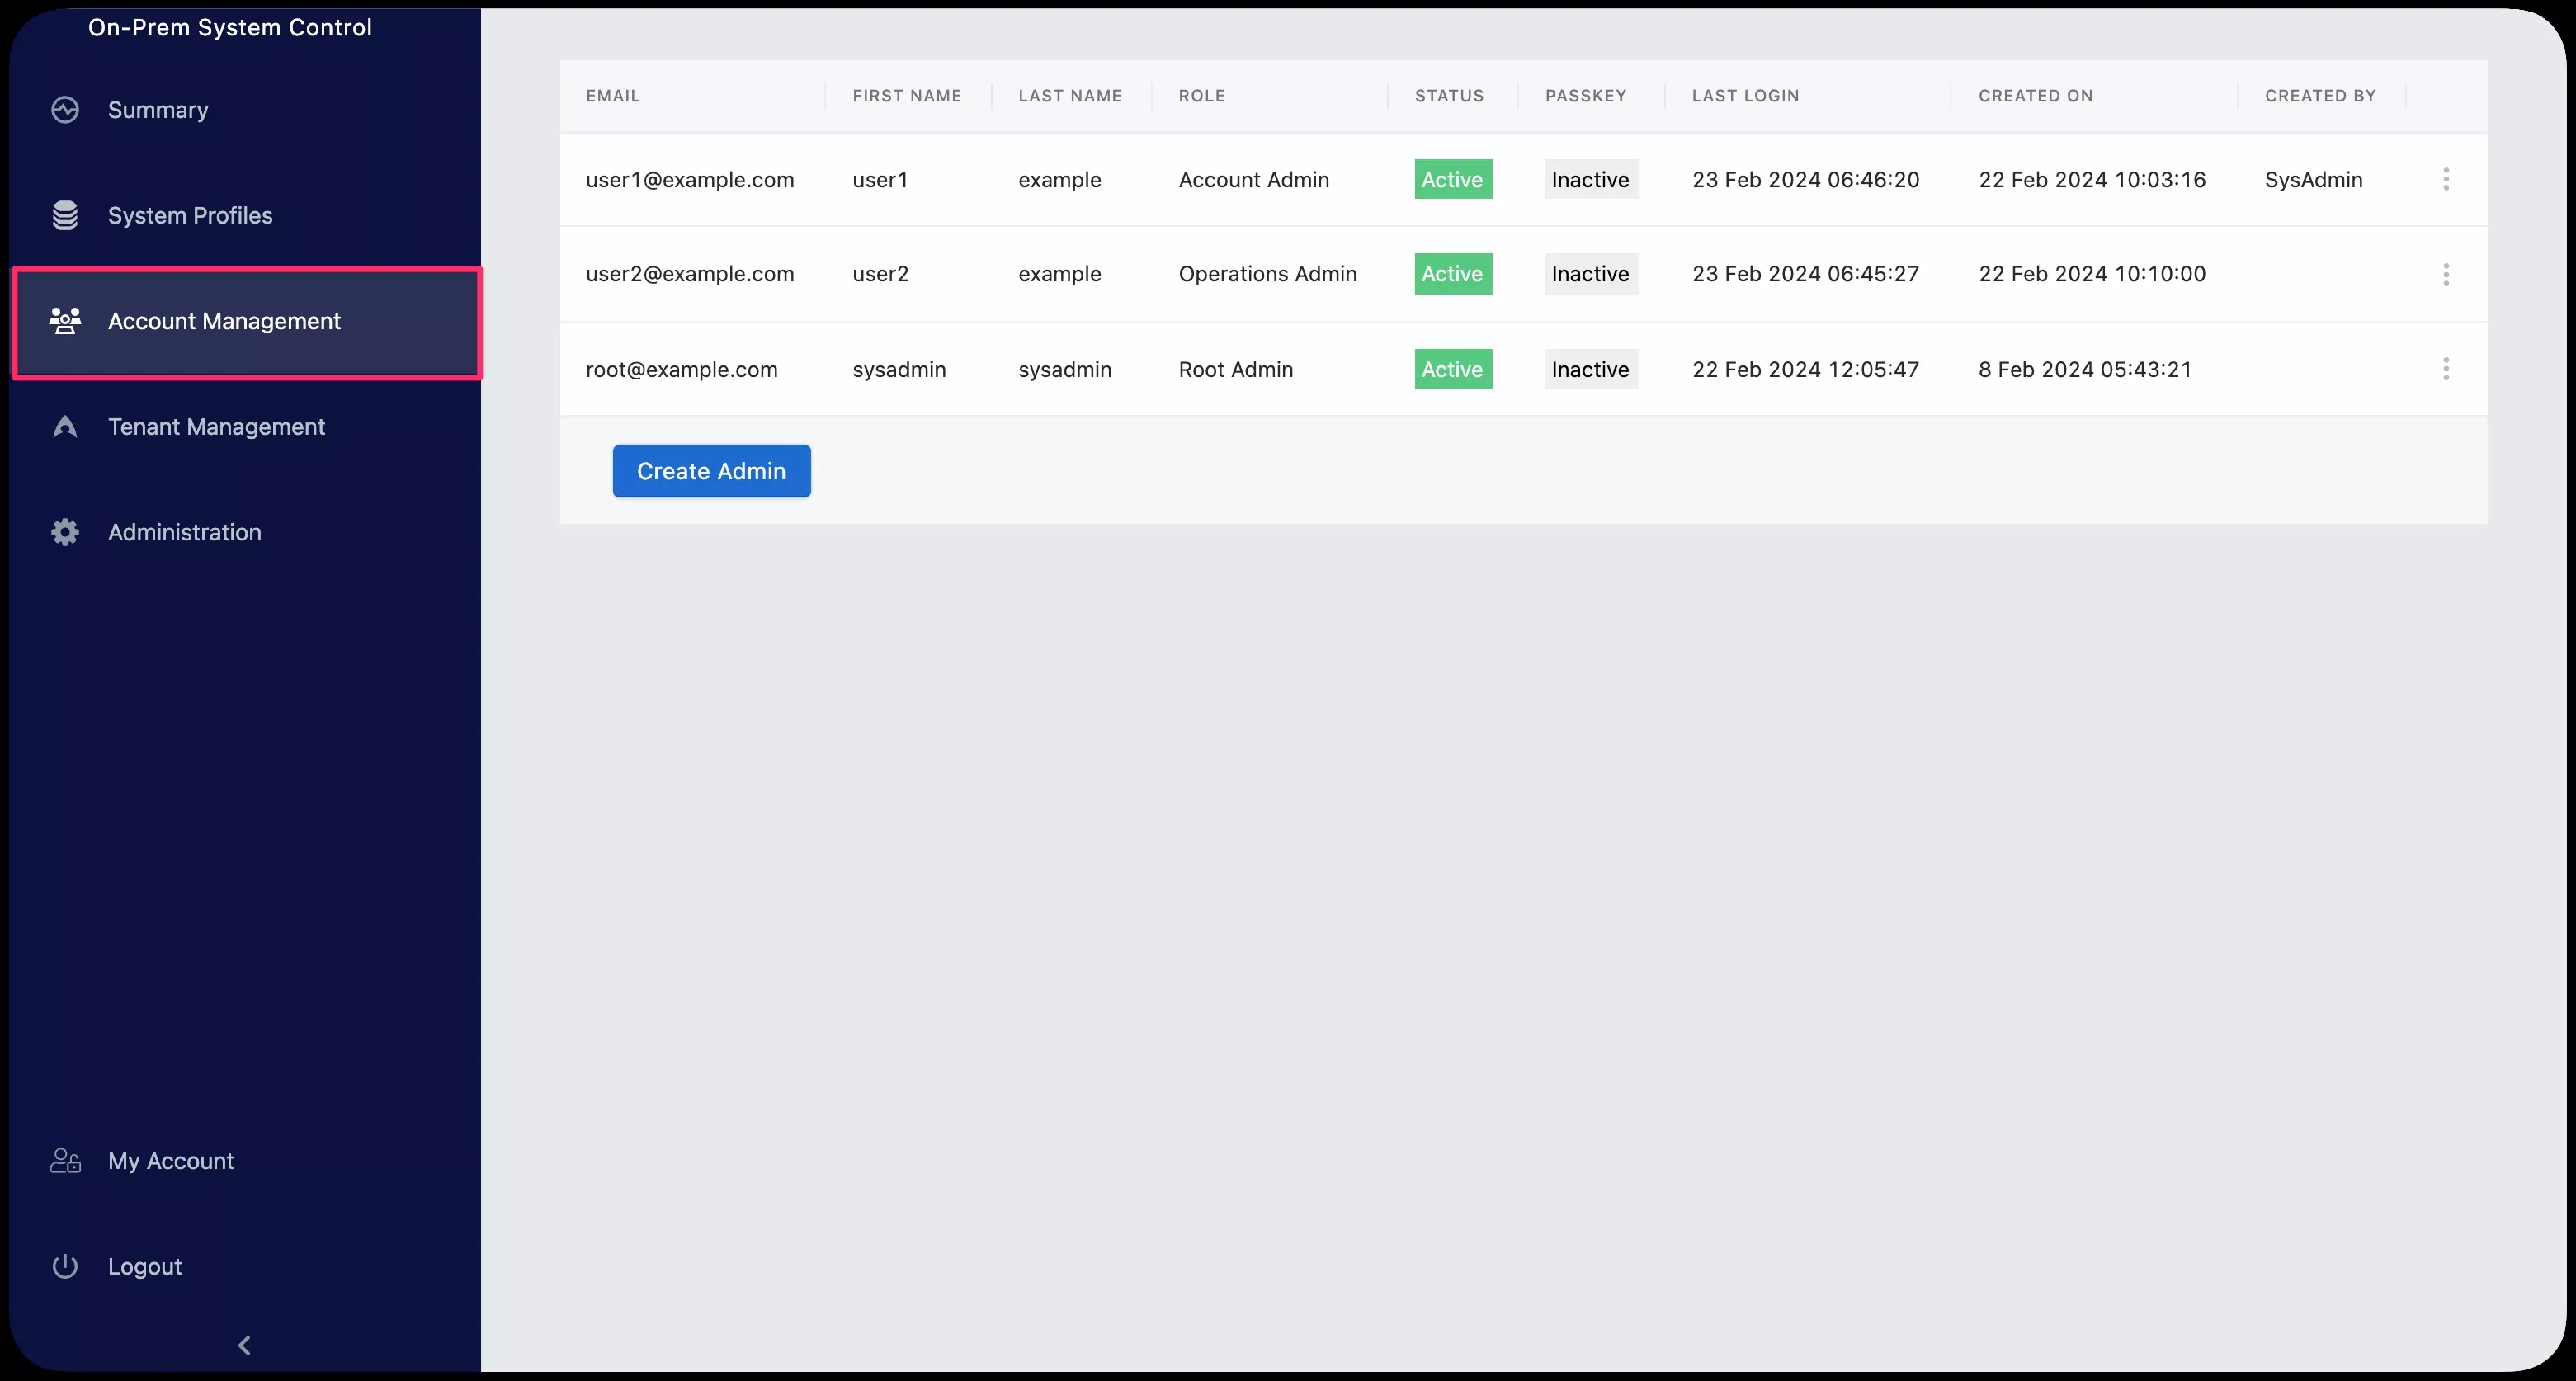 On-Prem System Control
Summary
System Profiles
Account Management
Tenant Management
Administration
My Account
Logout
EMAIL FIRST NAME LAST NAME ROLE STATUS PASSKEY LAST LOGIN CREATED ON CREATED BY
user1@example.com user1 example Account Admin Active Inactive 23 Feb 2024 06:46:20 22 Feb 2024 10:03:16 SysAdmin
user2@example.com user2 example Operations Admin Active Inactive 23 Feb 2024 06:45:27 22 Feb 2024 10:10:00
root@example.com sysadmin sysadmin Root Admin Active Inactive 22 Feb 2024 12:05:47 8 Feb 2024 05:43:21
Create Admin